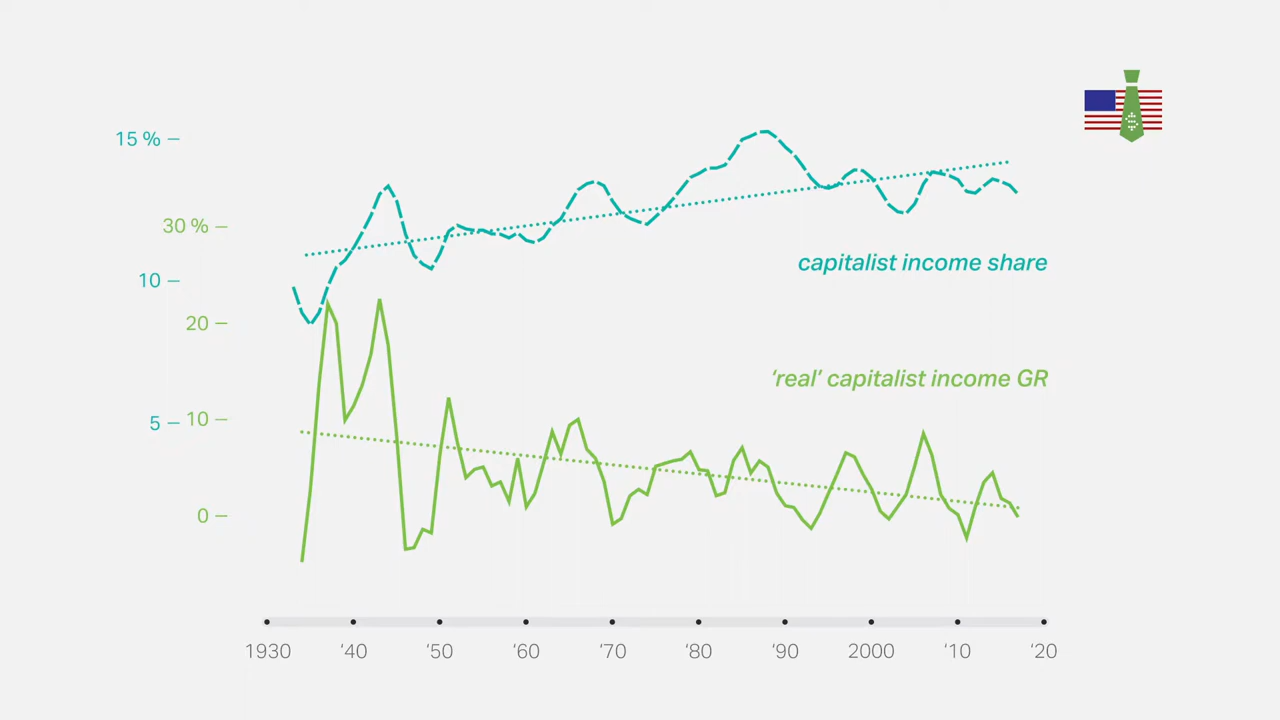 15 % –
30 % –
capitalist income share
10 –
20 –
‘real’ capitalist income GR
5 – 10 –
0 –
1930 ‘40 ‘50 ‘60 ‘70 ‘80 ‘90 2000 ‘10 ‘20